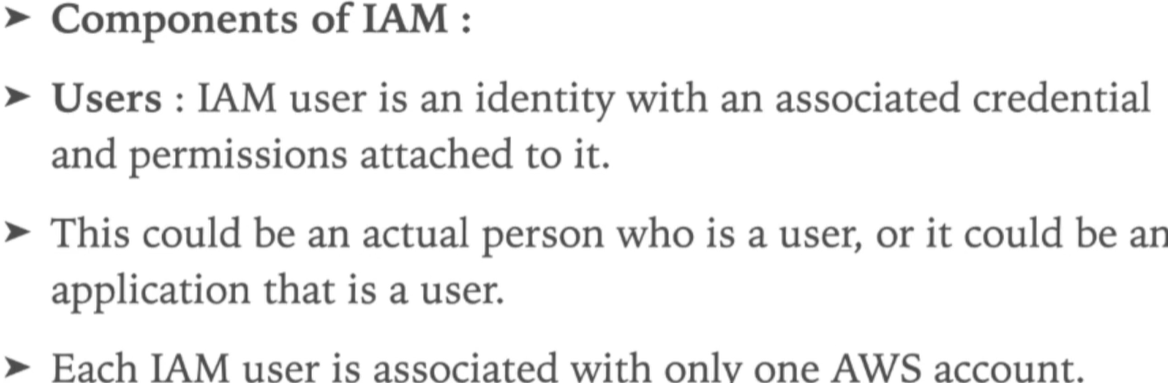 ➤ Components of IAM :
➤ Users : IAM user is an identity with an associated credential
and permissions attached to it.
➤ This could be an actual person who is a user, or it could be an
application that is a user.
➤ Each IAM user is associated with only one AWS account.